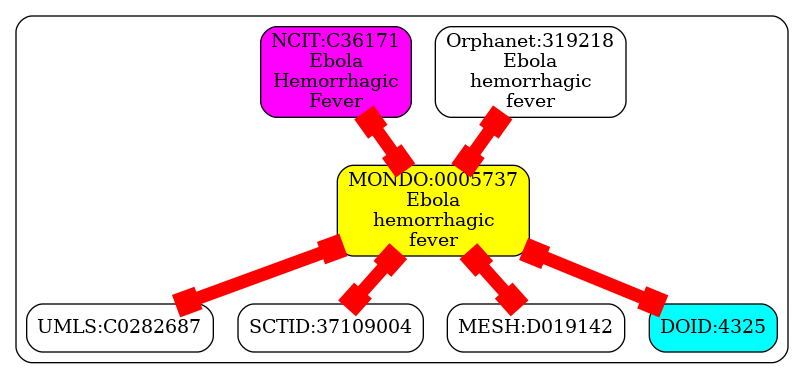 NCIT:C36171
Ebola
Hemorrhagic
Fever
Orphanet:319218
Ebola
hemorrhagic
fever
MONDO:0005737
Ebola
hemorrhagic
fever
UMLS:C0282687
SCTID:37109004
MESH:D019142
DOID:4325